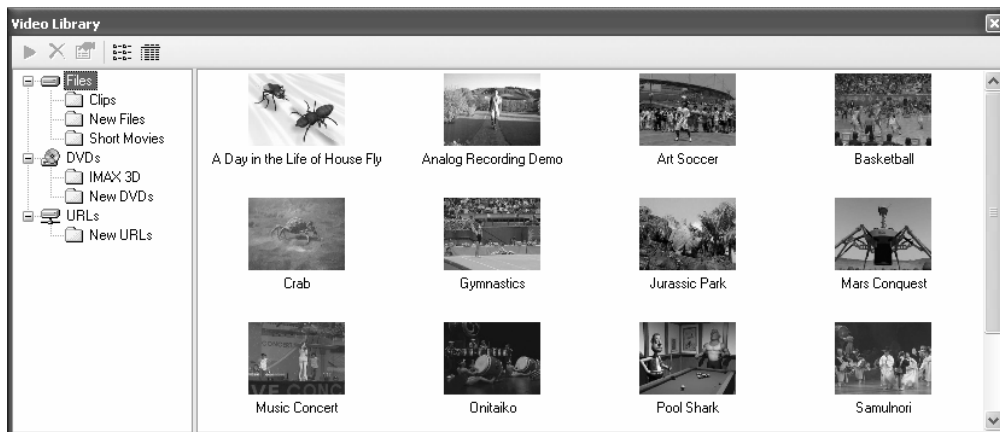 Video Library
Files
Clips
New Files
Short Movies
DVDs
IMAX 3D
New DVDs
URLs
New URLs
A Day in the Life of House Fly
Analog Recording Demo
Art Soccer
Basketball
Crab
Gymnastics
Jurassic Park
Mars Conquest
VE CONC
Music Concert
Onitaiko
Pool Shark
Samulnori